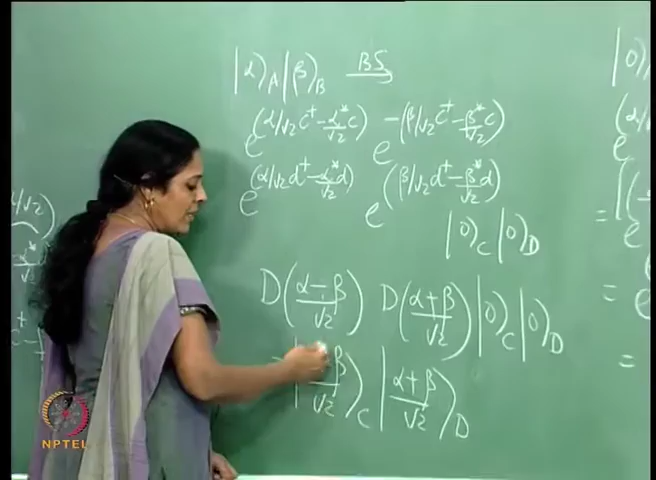 |α)_A |β)_B BS→ |0)
e^(α/√2 c† − α*/√2 c) e^−(β/√2 c† − β*/√2 c)
e^(α/√2 d† − α*/√2 d) e^(β/√2 d† − β*/√2 d)
|0)_C |0)_D =
D(α−β/√2) D(α+β/√2) |0)_C |0)_D =
β/√2)_C |α+β/√2)_D =
NPTEL